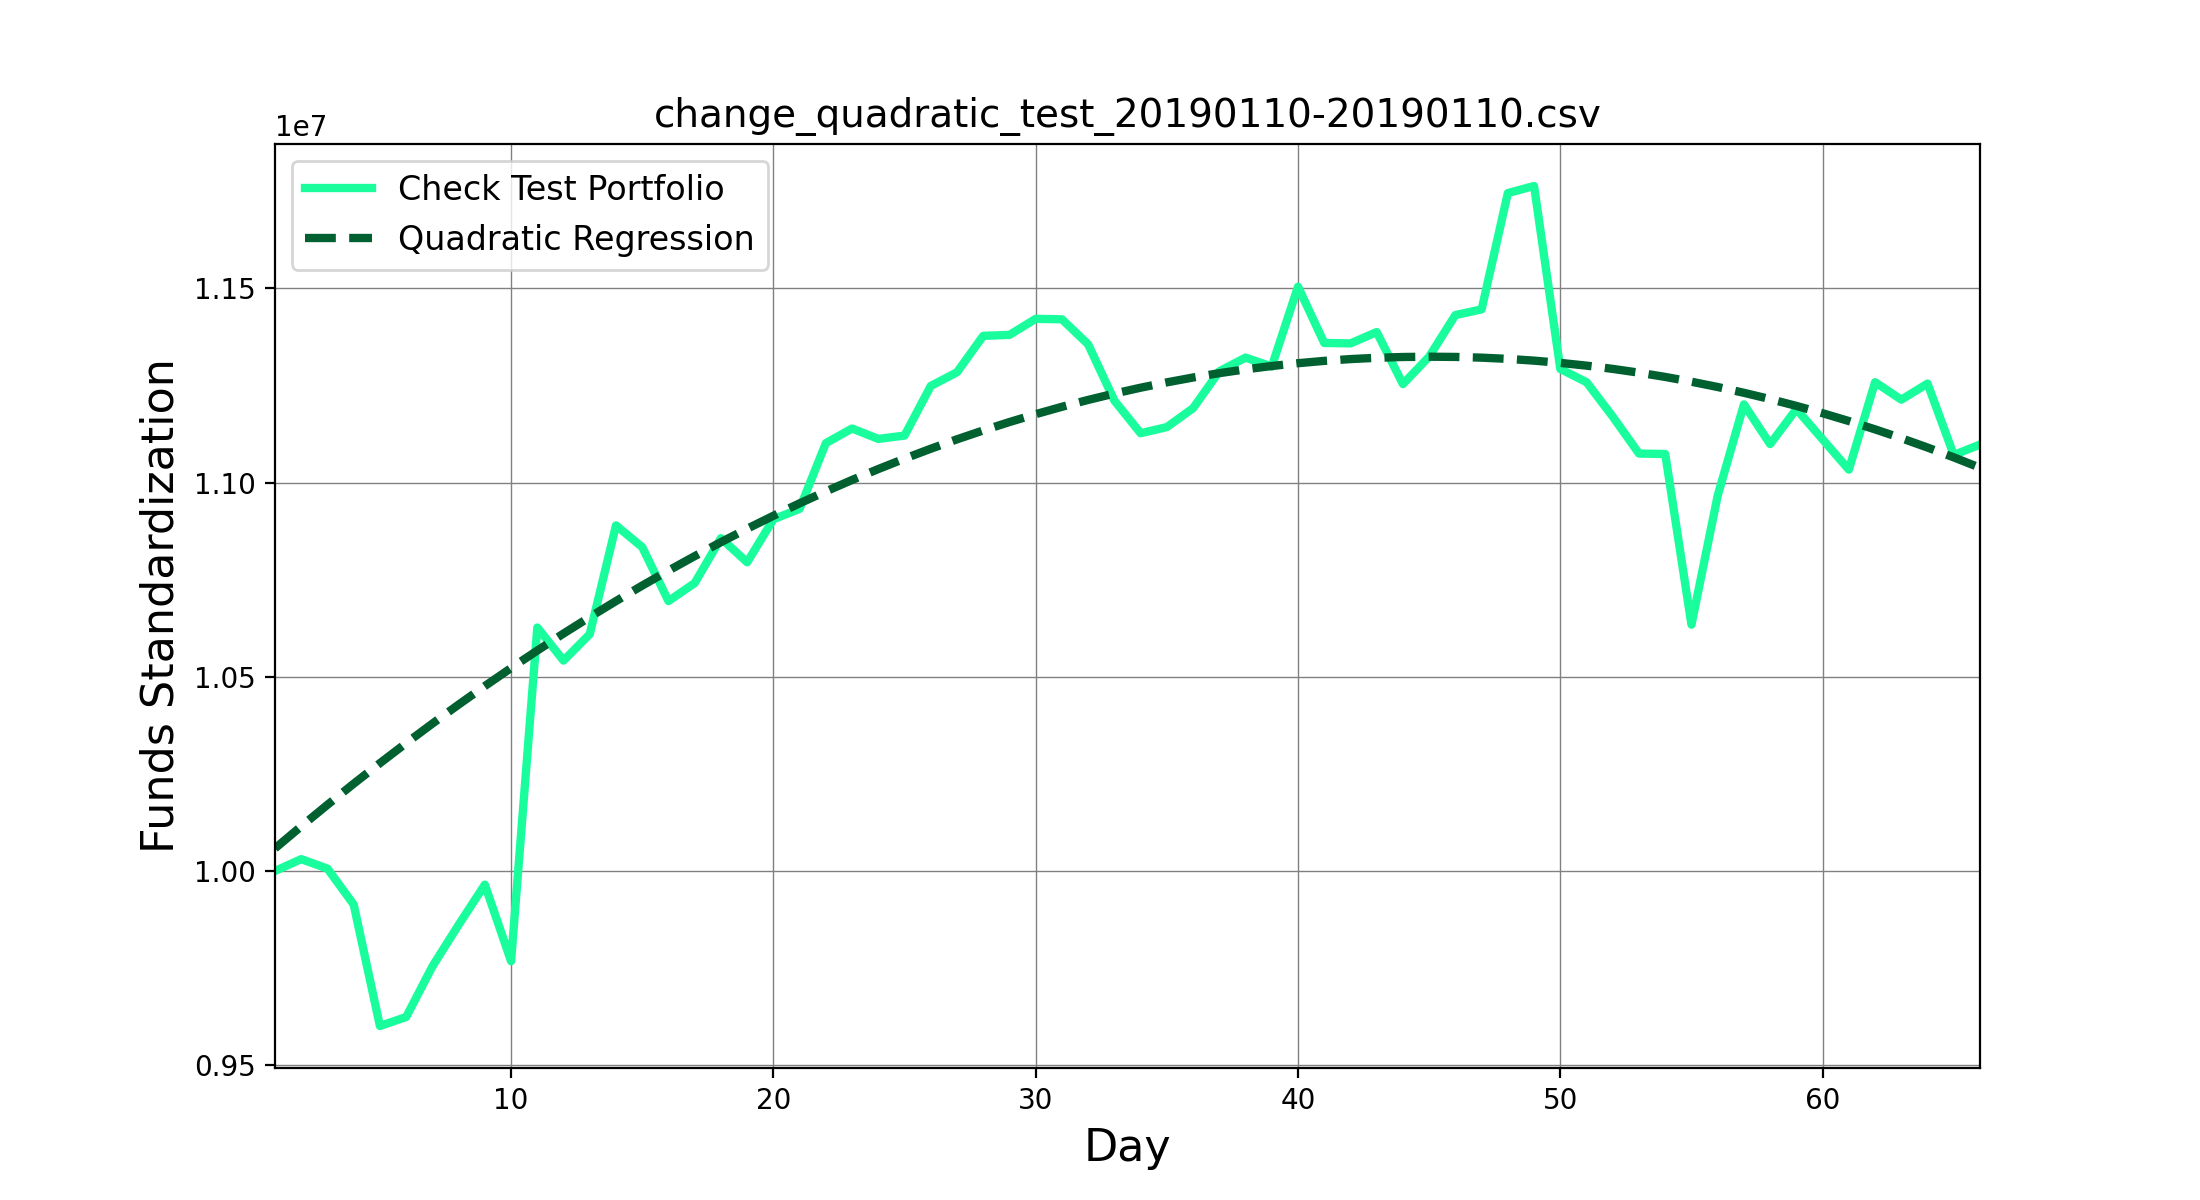 change_quadratic_test_20190110-20190110.csv
1e7
Check Test Portfolio
Quadratic Regression
Funds Standardization
1.15
1.10
1.05
1.00
0.95
10 20 30 40 50 60
Day